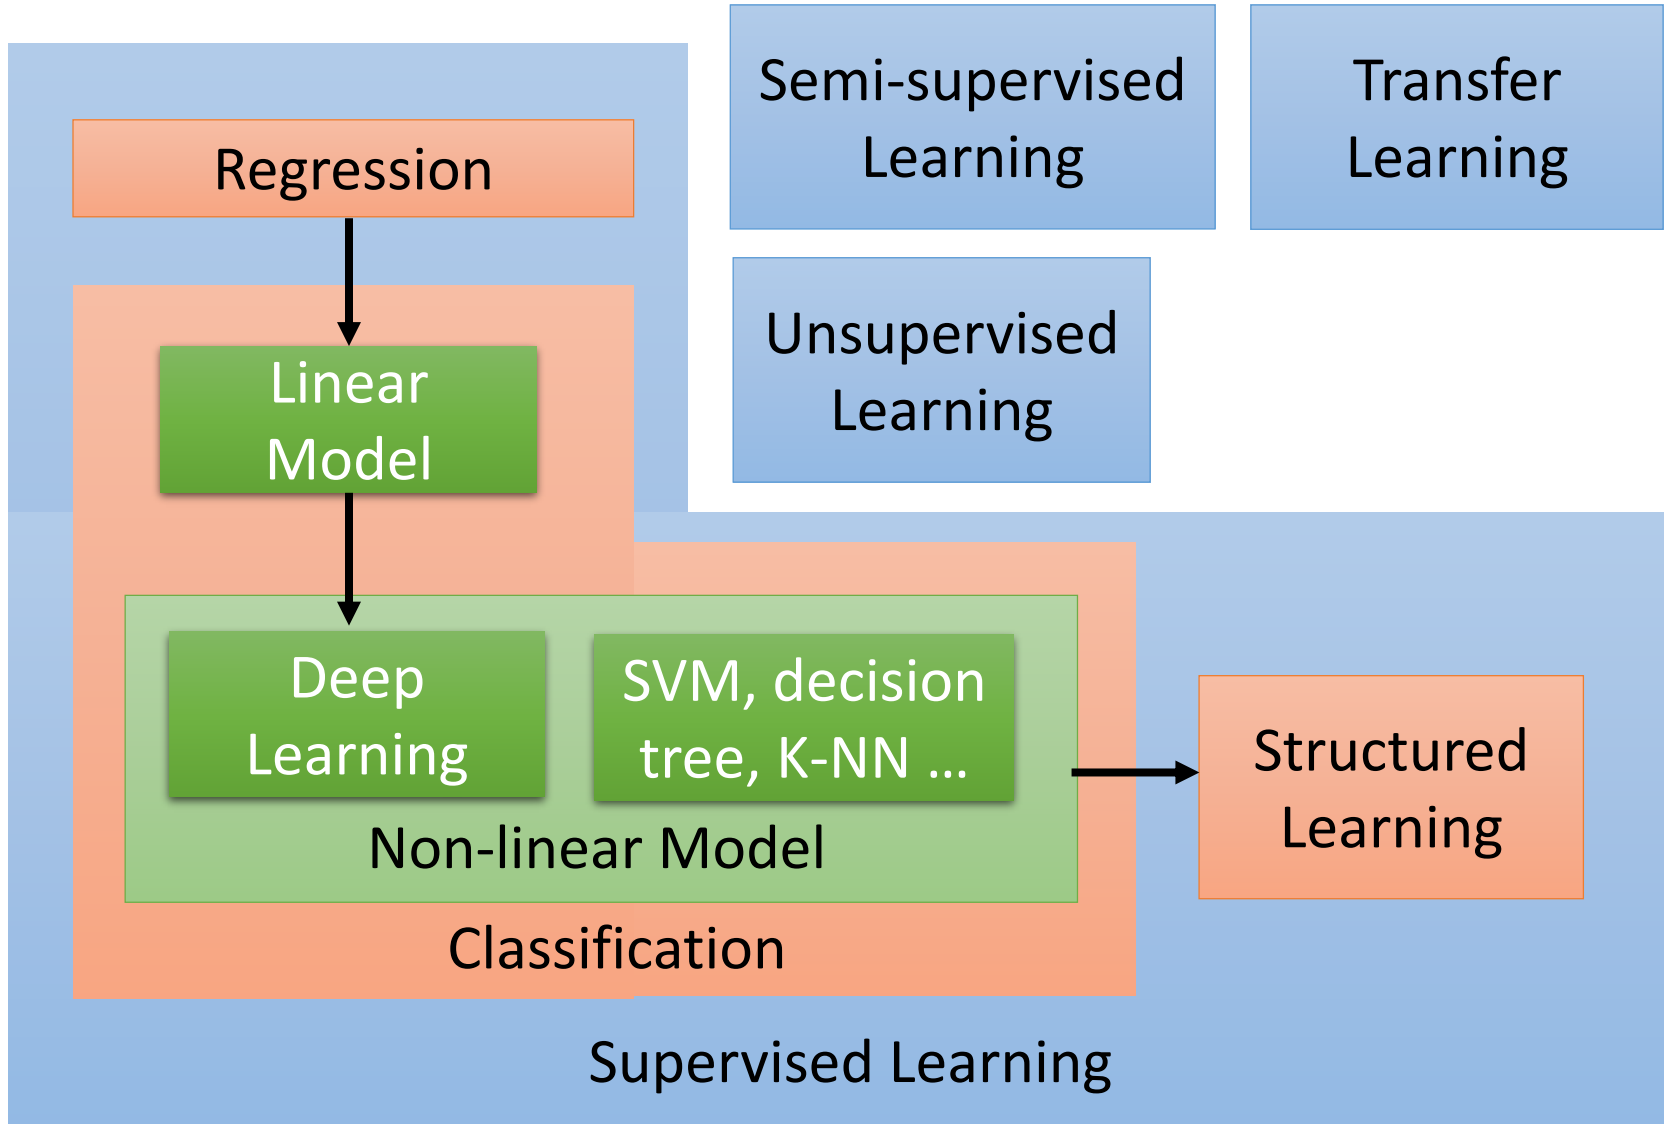 Semi-supervised
Learning
Transfer
Learning
Regression
Unsupervised
Learning
Linear
Model
Deep
Learning
SVM, decision
tree, K-NN ...
Non-linear Model
Classification
Structured
Learning
Supervised Learning